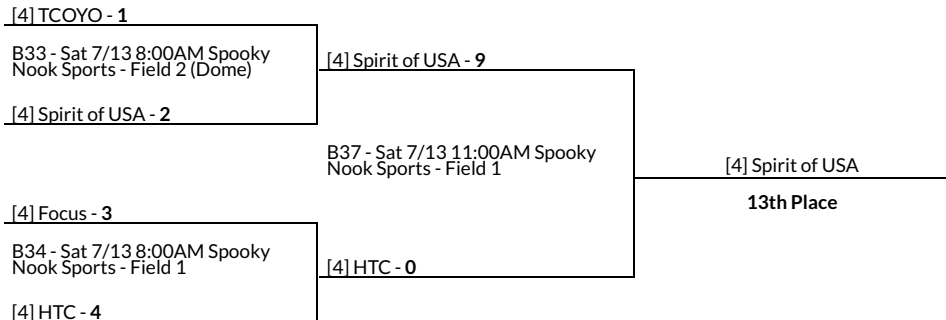 [4] TCOYO - 1
B33 - Sat 7/13 8:00AM Spooky
Nook Sports - Field 2 (Dome)
[4] Spirit of USA - 2
[4] Spirit of USA - 9
B37 - Sat 7/13 11:00AM Spooky
Nook Sports - Field 1
[4] Spirit of USA
13th Place
[4] Focus - 3
B34 - Sat 7/13 8:00AM Spooky
Nook Sports - Field 1
[4] HTC - 4
[4] HTC - 0